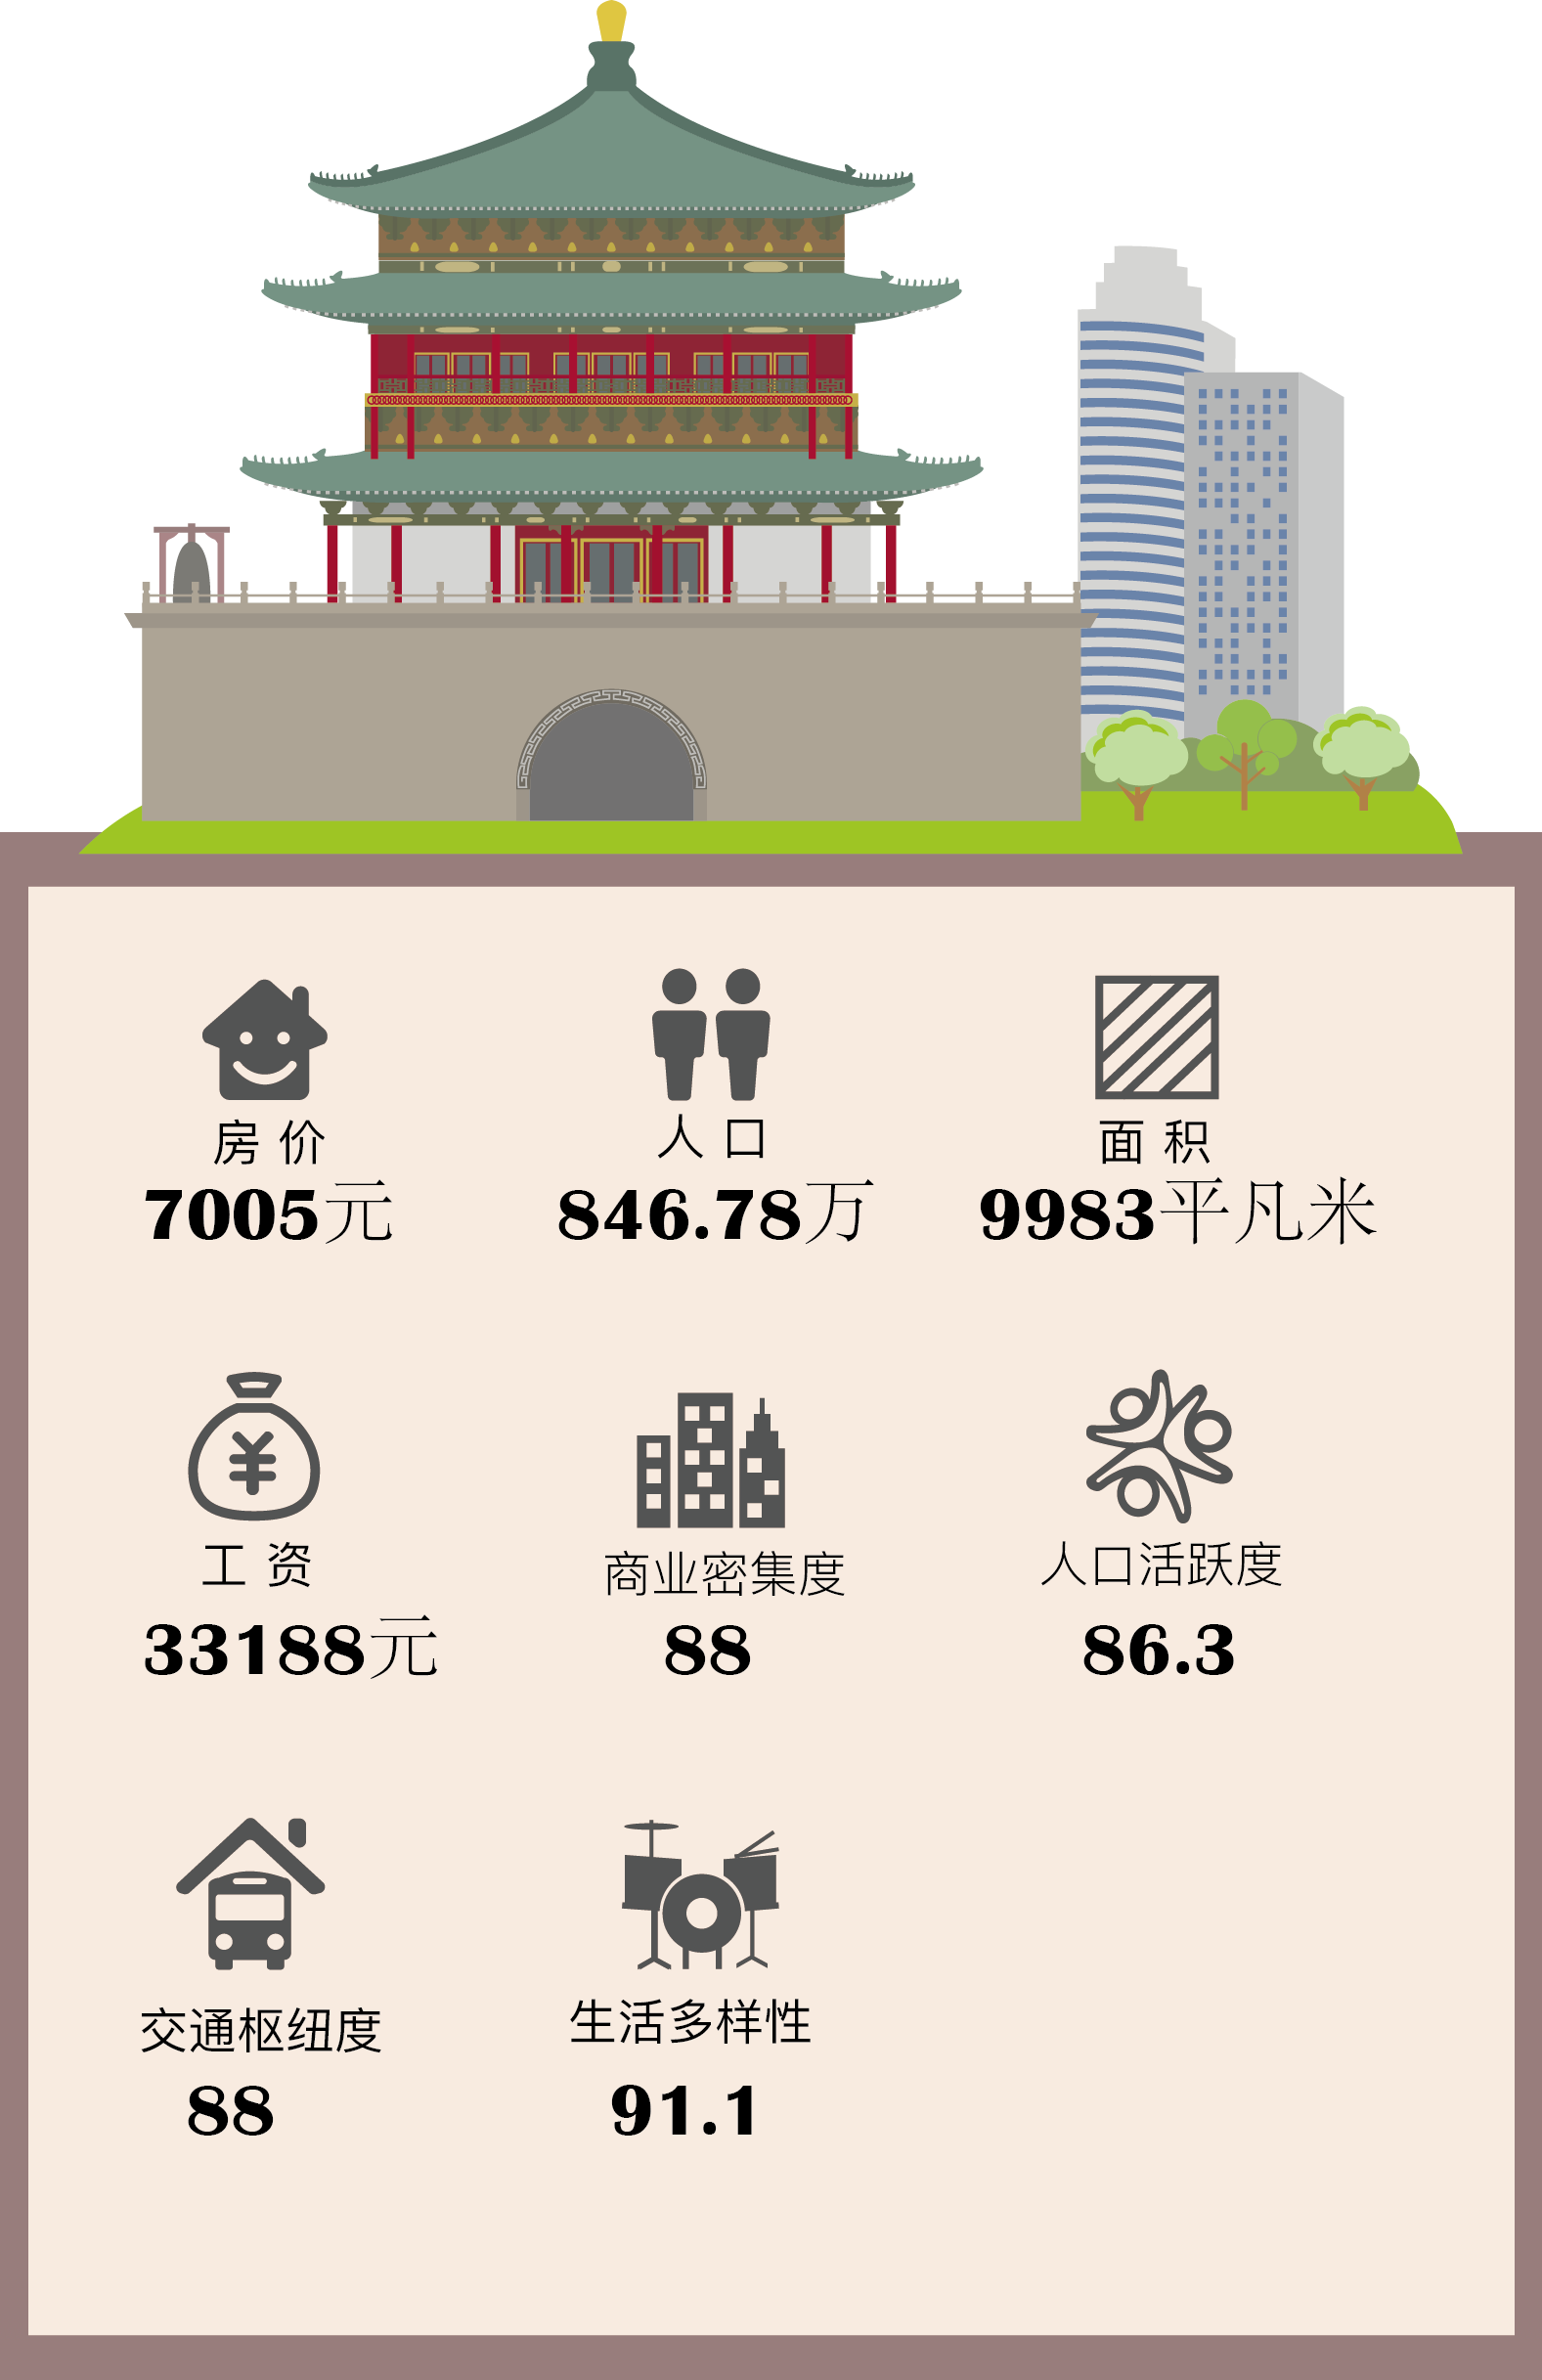 房价
人口
面积
7005元
846.78万
9983平凡米
工资
商业密集度
人口活跃度
33188元
88
86.3
交通枢纽度
生活多样性
88
91.1